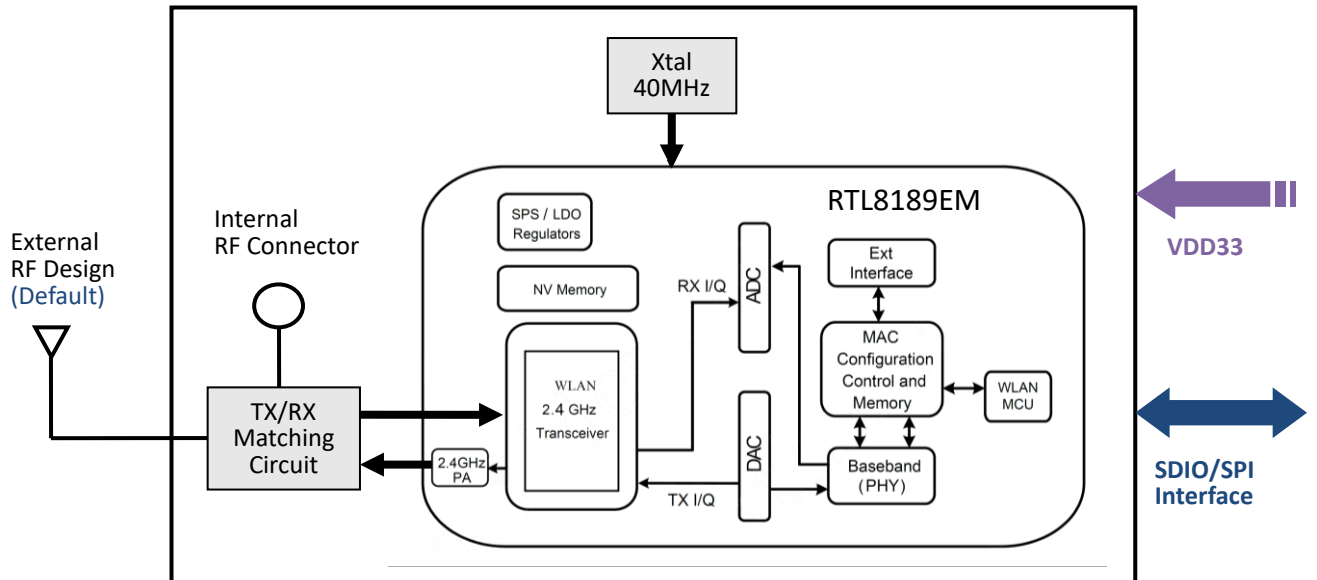 Xtal
40MHz
RTL8189EM
SPS / LDO
Regulators
Internal
RF Connector
External
RF Design
(Default)
VDD33
Ext
Interface
ADC
RX I/Q
NV Memory
MAC
Configuration
Control and
Memory
WLAN
MCU
WLAN
2.4 GHz
Transceiver
TX/RX
Matching
Circuit
2.4GHz
PA
DAC
TX I/Q
Baseband
(PHY)
SDIO/SPI
Interface